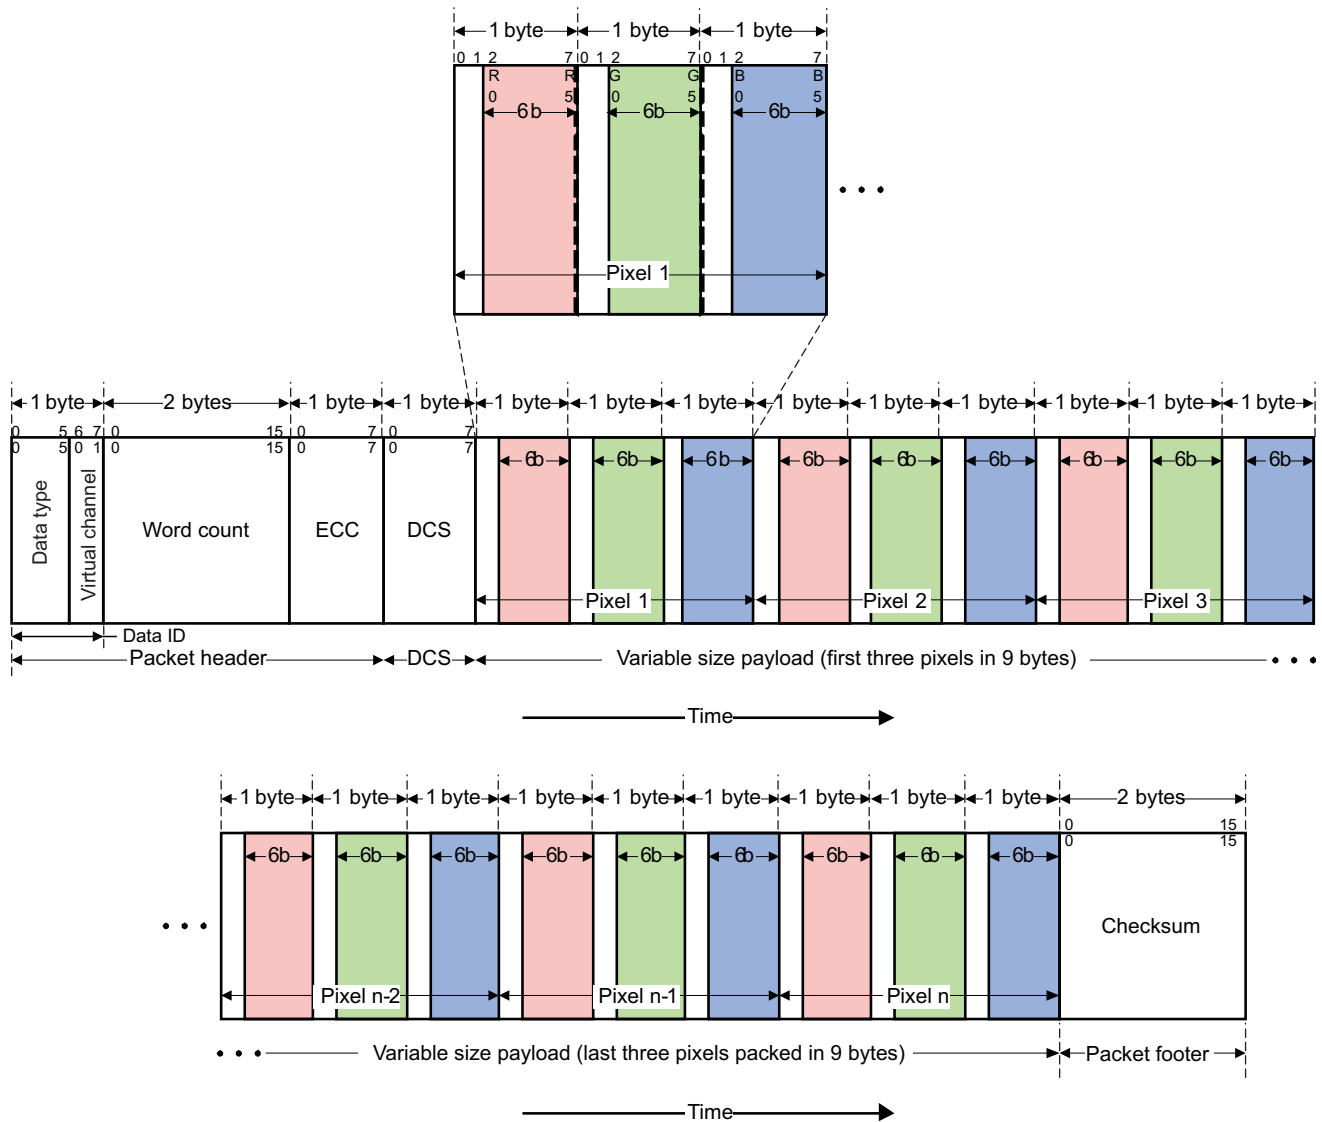 1 byte 1 byte 1 byte
0 1 2 7 0 1 2 7 0 1 2 7
R R G G B B
0 5 0 5 0 5
6b 6b 6b
• • •
Pixel 1
1 byte 2 bytes 1 byte 1 byte 1 byte 1 byte 1 byte 1 byte 1 byte 1 byte 1 byte 1 byte 1 byte
0 5 6 7 0 15 0 7 0 7
0 5 0 1 0 15 0 7 0 7
6b 6b 6b 6b 6b 6b 6b 6b 6b
Data type Virtual channel Word count ECC DCS
Pixel 1 Pixel 2 Pixel 3
Data ID
Packet header DCS Variable size payload (first three pixels in 9 bytes) • • •
Time
1 byte 1 byte 1 byte 1 byte 1 byte 1 byte 1 byte 1 byte 1 byte 2 bytes
0 15
0 15
6b 6b 6b 6b 6b 6b 6b 6b 6b
• • • Checksum
Pixel n-2 Pixel n-1 Pixel n
• • • Variable size payload (last three pixels packed in 9 bytes) Packet footer
Time